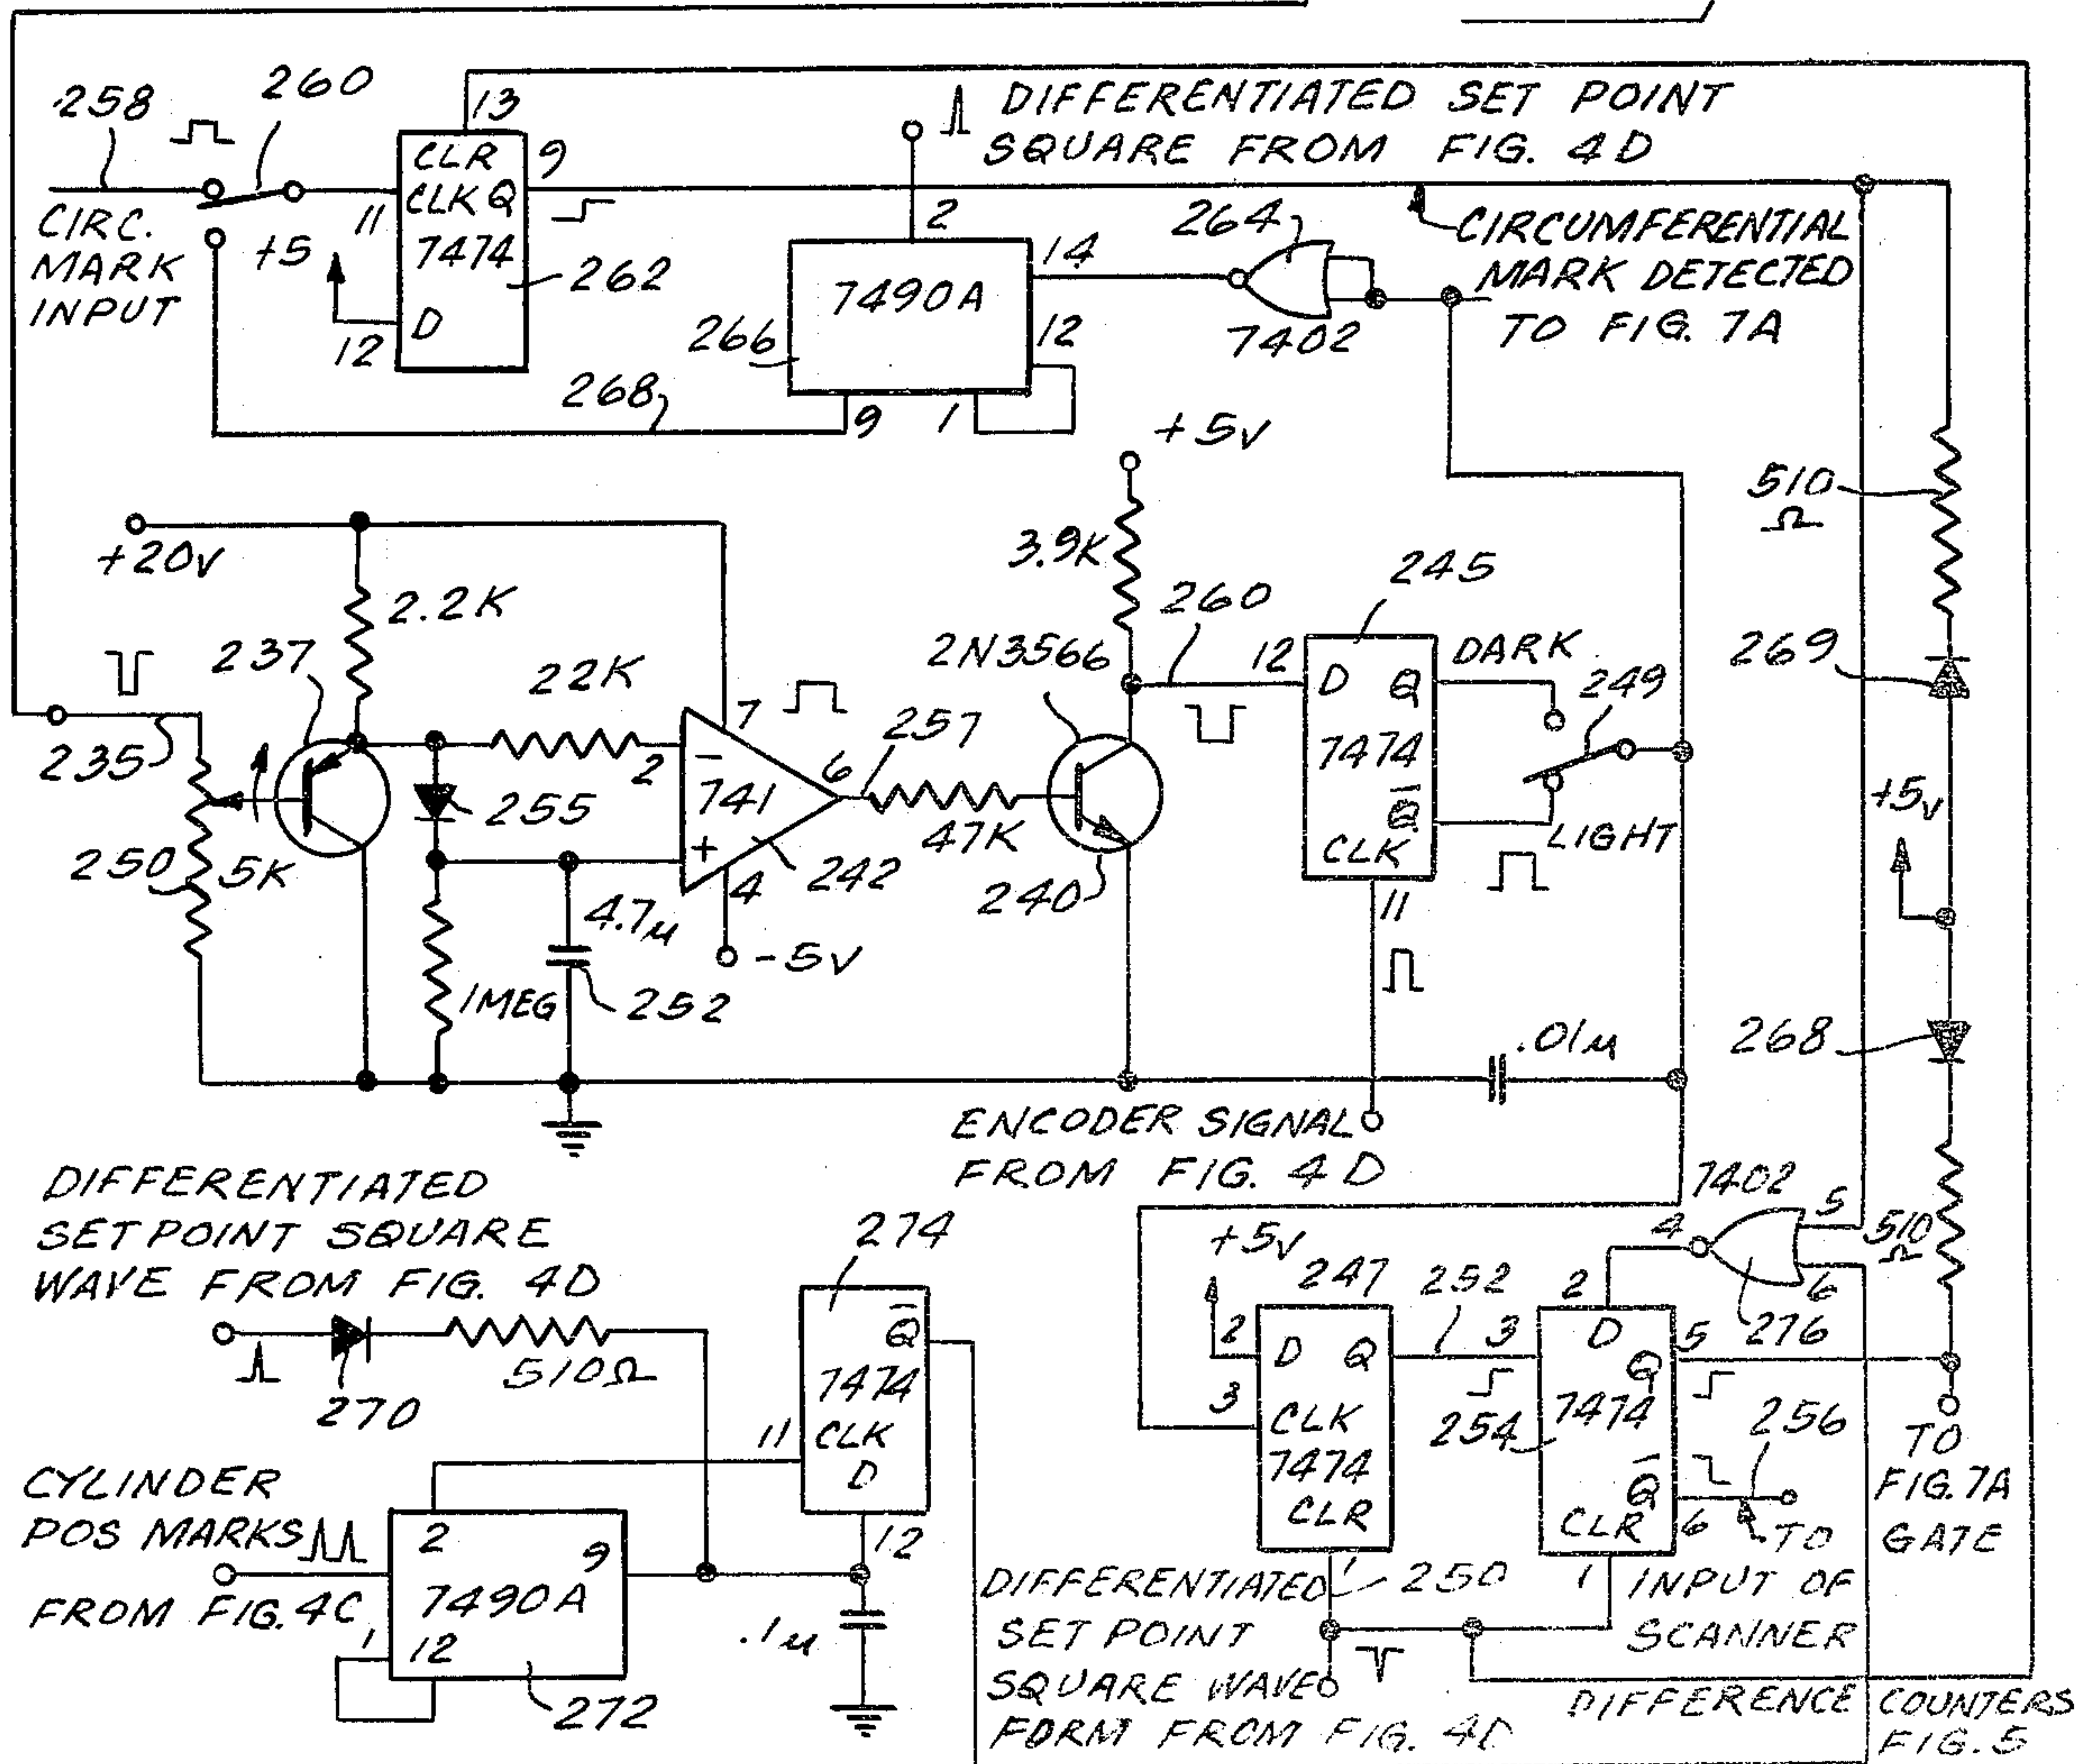 258
260
13
DIFFERENTIATED SET POINT
SQUARE FROM FIG. 4D
CLR
9
CLK Q
11
CIRC.
MARK
INPUT
+5
7474
262
D
12
2
14
264
7490A
266
12
7402
268
9
1
CIRCUMFERENTIAL
MARK DETECTED
TO FIG. 7A
+5V
510
Ω
+20V
2.2K
3.9K
245
237
22K
2N3566
260
12
DARK
249
269
235
2
7
−
741
+
6
257
47K
D Q
7474
Q̅
CLK
LIGHT
+5V
250
5K
255
4
242
240
11
4.7μ
-5V
1MEG
252
.01μ
268
ENCODER SIGNAL
FROM FIG. 4D
DIFFERENTIATED
SET POINT SQUARE
WAVE FROM FIG. 4D
274
+5V
247
252
3
7402
4
5
6
510
Ω
2
276
Q̅
7474
CLK
D
11
12
510Ω
270
2
D Q
3
CLK
7474
CLR
254
D
5
Q
7474
Q̅
CLR
6
256
TO
FIG. 7A
GATE
CYLINDER
POS MARKS
FROM FIG. 4C
2
9
7490A
1
12
272
.1μ
1
250
1
DIFFERENTIATED
SET POINT
SQUARE WAVE
FORM FROM FIG. 4D
TO
INPUT OF
SCANNER
DIFFERENCE COUNTERS
FIG. 5